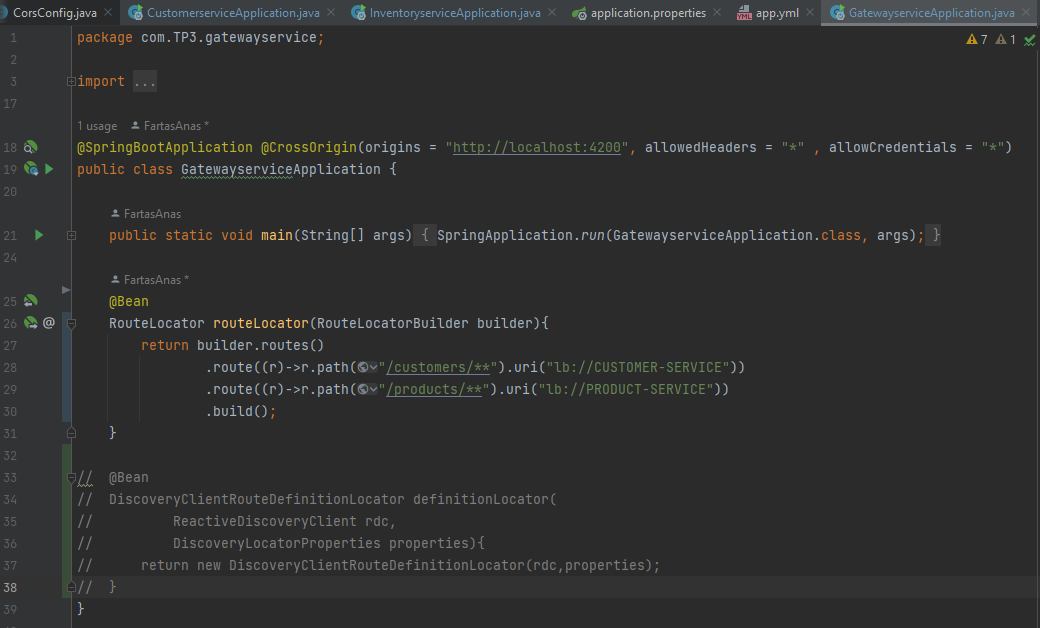 CorsConfig.java × CustomerserviceApplication.java × InventoryserviceApplication.java × application.properties × YML app.yml × GatewayserviceApplication.java ×
1 package com.TP3.gatewayservice; 7 1
2
3 import ...
17
1 usage FartasAnas *
18 @SpringBootApplication @CrossOrigin(origins = "http://localhost:4200", allowedHeaders = "*" , allowCredentials = "*")
19 public class GatewayserviceApplication {
20
FartasAnas
21 public static void main(String[] args) { SpringApplication.run(GatewayserviceApplication.class, args); }
24
FartasAnas *
25 @Bean
26 @ RouteLocator routeLocator(RouteLocatorBuilder builder){
27 return builder.routes()
28 .route((r)->r.path("/customers/**").uri("lb://CUSTOMER-SERVICE"))
29 .route((r)->r.path("/products/**").uri("lb://PRODUCT-SERVICE"))
30 .build();
31 }
32
33 // @Bean
34 // DiscoveryClientRouteDefinitionLocator definitionLocator(
35 // ReactiveDiscoveryClient rdc,
36 // DiscoveryLocatorProperties properties){
37 // return new DiscoveryClientRouteDefinitionLocator(rdc,properties);
38 // }
39 }